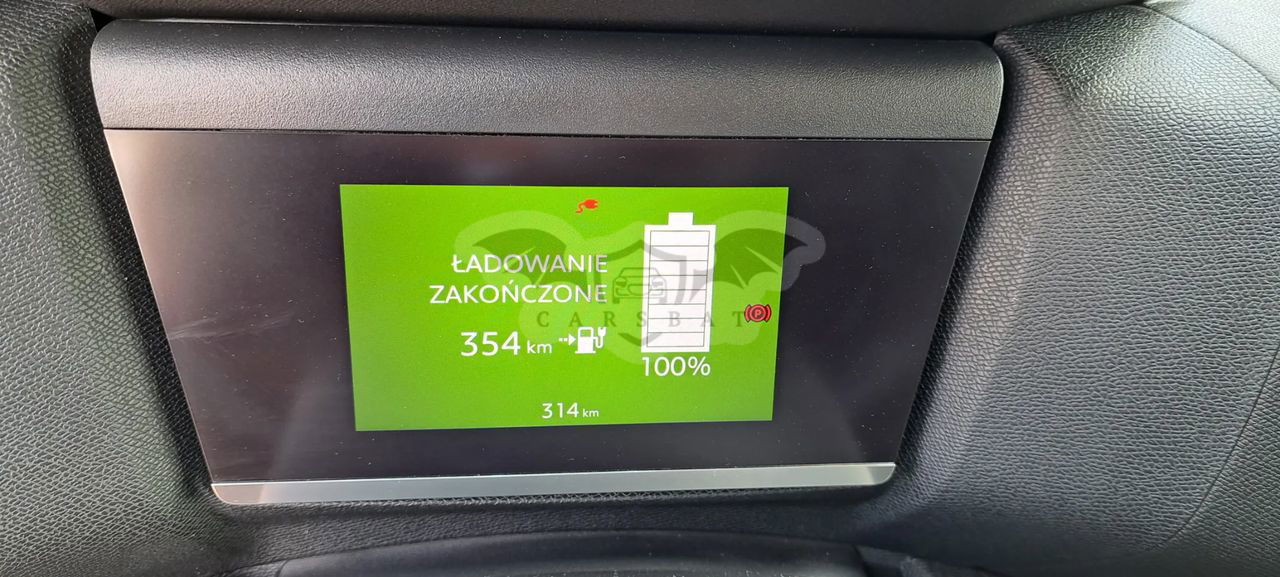 ŁADOWANIE
ZAKOŃCZONE
CARSBAT
354 km
100%
314 km